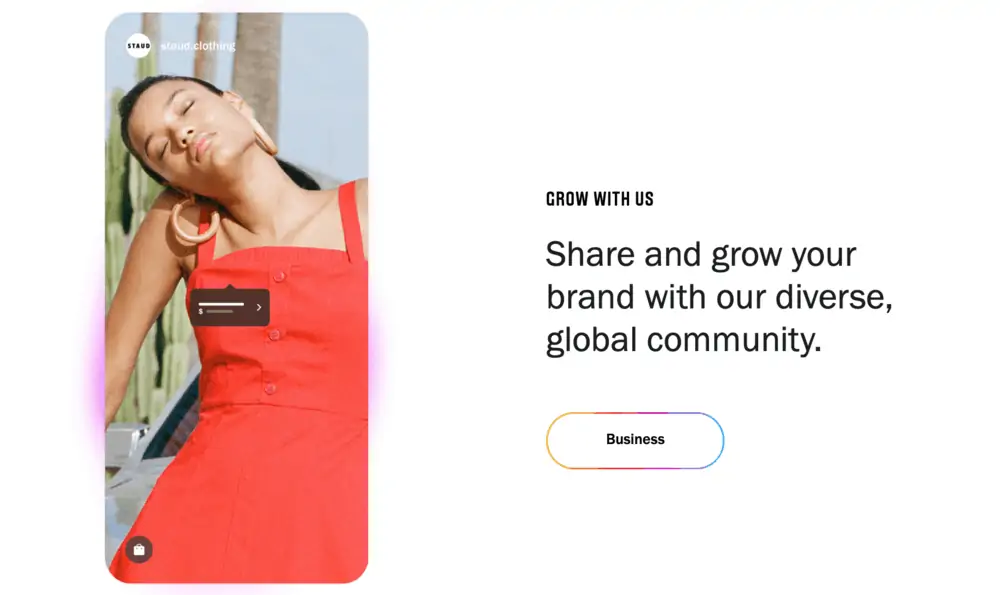 STAUD staud.clothing
$
GROW WITH US
Share and grow your
brand with our diverse,
global community.
Business